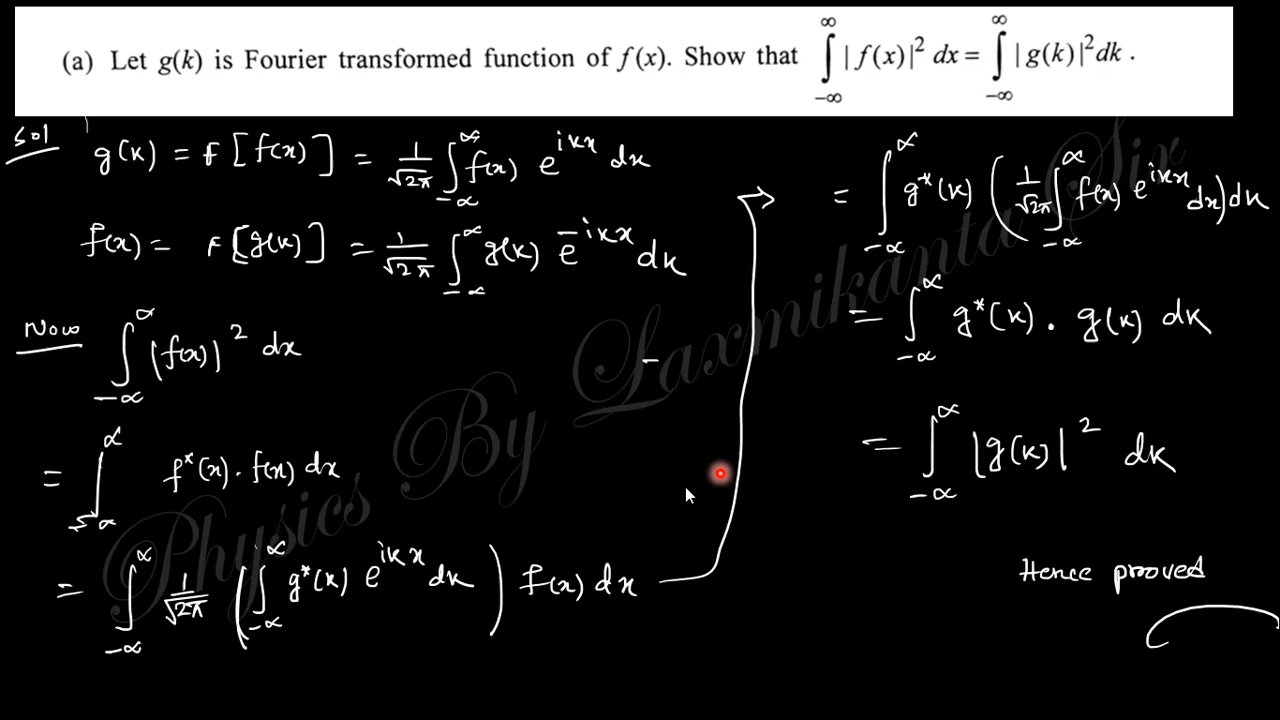 (a) Let g(k) is Fourier transformed function of f(x). Show that ∫_{-∞}^{∞} | f(x)|² dx = ∫_{-∞}^{∞} | g(k)|² dk .
Sol
g(k) = F [f(x)] = 1/√2π ∫_{-∞}^{∞} f(x) e^{ikx} dx
f(x) = F [g(k)] = 1/√2π ∫_{-∞}^{∞} g(k) e^{-ikx} dk
Now ∫_{-∞}^{∞} |f(x)|² dx
= ∫_{-∞}^{∞} f*(x) . f(x) dx
= ∫_{-∞}^{∞} 1/√2π ( ∫_{-∞}^{∞} g*(k) e^{ikx} dk ) f(x) dx
= ∫_{-∞}^{∞} g*(k) ( 1/√2π ∫_{-∞}^{∞} f(x) e^{ikx} dx ) dk
= ∫_{-∞}^{∞} g*(k) . g(k) dk
= ∫_{-∞}^{∞} |g(k)|² dk
Hence proved
Physics By Laxmikanta Six